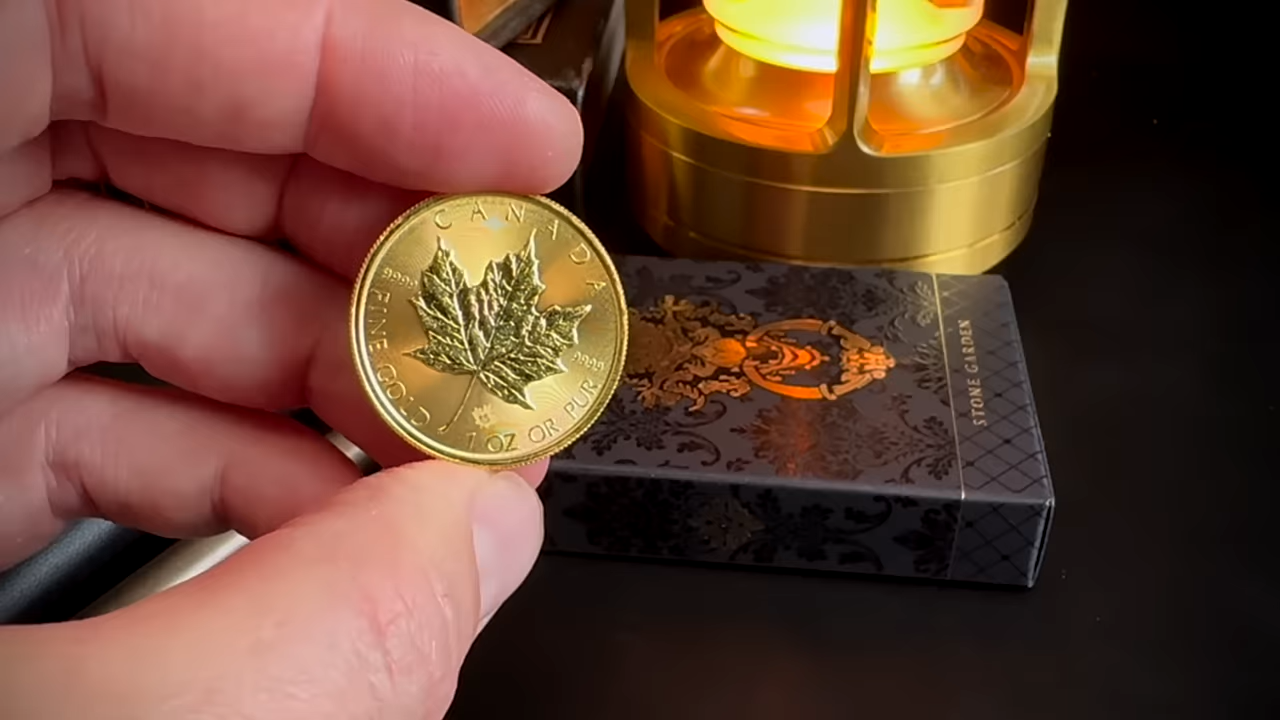 CANADA
9999
9999
FINE GOLD
1 OZ OR PUR
STONE GARDEN